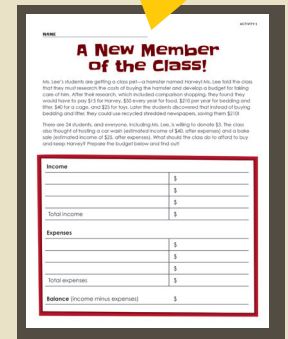 ACTIVITY 5
NAME
A New Member
of the Class!
Ms. Lee's students are getting a class pet—a hamster named Harvey! Ms. Lee told the class
that they must research the costs of buying the hamster and develop a budget for taking
care of him. After their research, which included comparison shopping, they found they
would have to pay $15 for Harvey, $50 every year for food, $210 per year for bedding and
litter, $40 for a cage, and $25 for toys. Later the students discovered that instead of buying
bedding and litter, they could use recycled shredded newspapers, saving them $210!
There are 24 students, and everyone, including Ms. Lee, is willing to donate $3. The class
also thought of holding a car wash (estimated income of $40, after expenses) and a bake
sale (estimated income of $25, after expenses). What should the class do to afford to buy
and keep Harvey? Prepare the budget below and find out!
Income
$
$
$
Total income $
Expenses
$
$
$
Total expenses $
Balance (income minus expenses) $